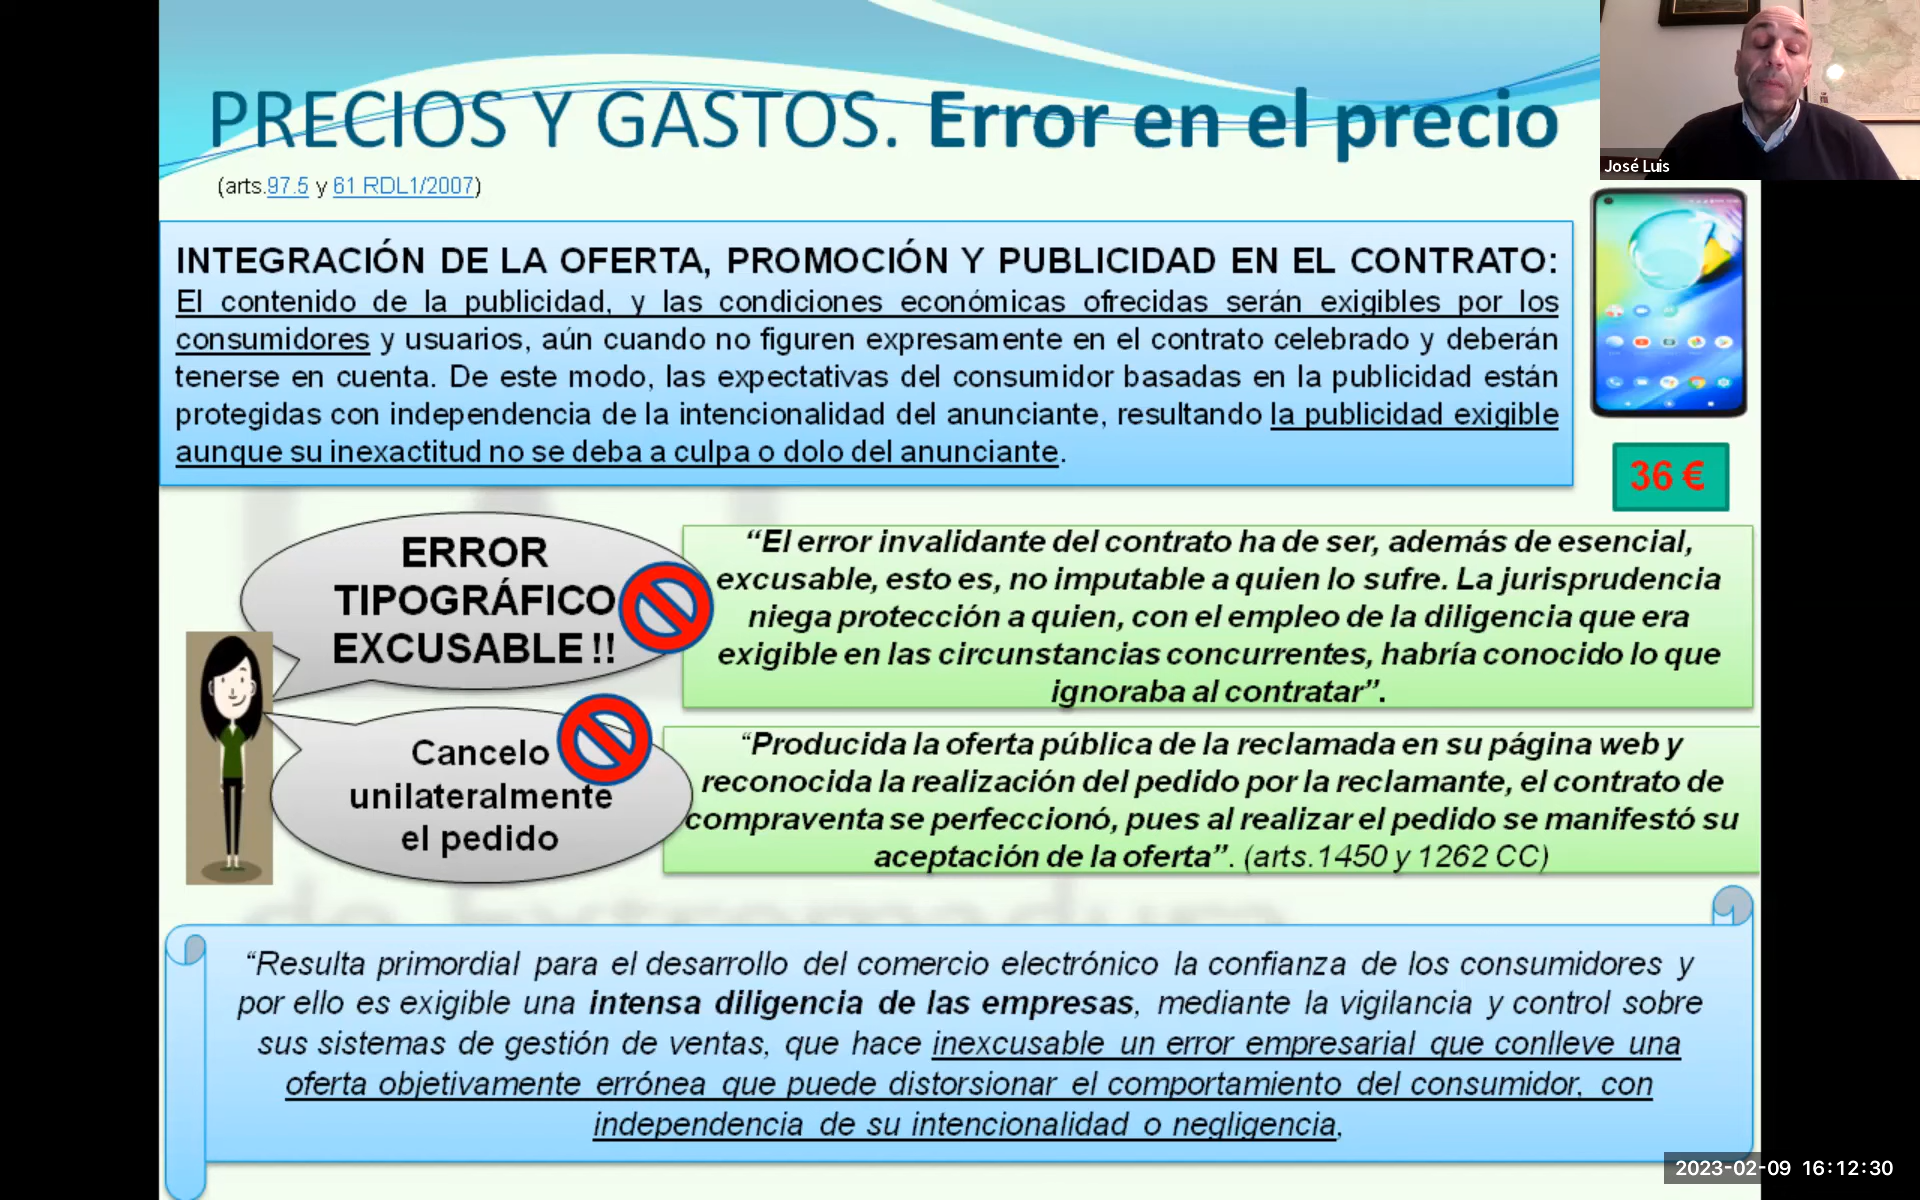 PRECIOS Y GASTOS. Error en el precio
José Luis
(arts.97.5 y 61 RDL1/2007)
INTEGRACIÓN DE LA OFERTA, PROMOCIÓN Y PUBLICIDAD EN EL CONTRATO:
El contenido de la publicidad, y las condiciones económicas ofrecidas serán exigibles por los
consumidores y usuarios, aún cuando no figuren expresamente en el contrato celebrado y deberán
tenerse en cuenta. De este modo, las expectativas del consumidor basadas en la publicidad están
protegidas con independencia de la intencionalidad del anunciante, resultando la publicidad exigible
aunque su inexactitud no se deba a culpa o dolo del anunciante.
36 €
ERROR
TIPOGRÁFICO
EXCUSABLE !!
“El error invalidante del contrato ha de ser, además de esencial,
excusable, esto es, no imputable a quien lo sufre. La jurisprudencia
niega protección a quien, con el empleo de la diligencia que era
exigible en las circunstancias concurrentes, habría conocido lo que
ignoraba al contratar”.
Cancelo
unilateralmente
el pedido
“Producida la oferta pública de la reclamada en su página web y
reconocida la realización del pedido por la reclamante, el contrato de
compraventa se perfeccionó, pues al realizar el pedido se manifestó su
aceptación de la oferta”. (arts.1450 y 1262 CC)
de Extremadura
“Resulta primordial para el desarrollo del comercio electrónico la confianza de los consumidores y
por ello es exigible una intensa diligencia de las empresas, mediante la vigilancia y control sobre
sus sistemas de gestión de ventas, que hace inexcusable un error empresarial que conlleve una
oferta objetivamente errónea que puede distorsionar el comportamiento del consumidor, con
independencia de su intencionalidad o negligencia,
2023-02-09 16:12:30